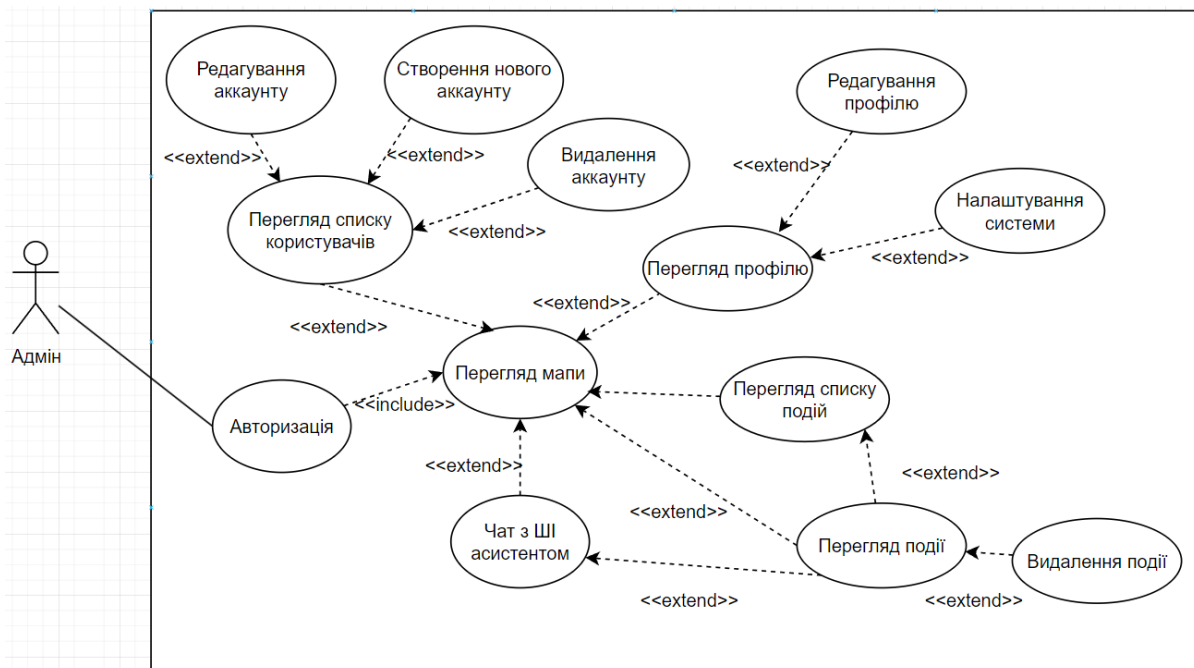 Редагування
аккаунту
Створення нового
аккаунту
Редагування
профілю
<<extend>>
<<extend>>
Видалення
аккаунту
<<extend>>
Перегляд списку
користувачів
<<extend>>
Налаштування
системи
Перегляд профілю
<<extend>>
<<extend>>
<<extend>>
Адмін
Перегляд мапи
Перегляд списку
подій
<<include>>
Авторизація
<<extend>>
<<extend>>
<<extend>>
Чат з ШІ
асистентом
Перегляд події
Видалення події
<<extend>>
<<extend>>